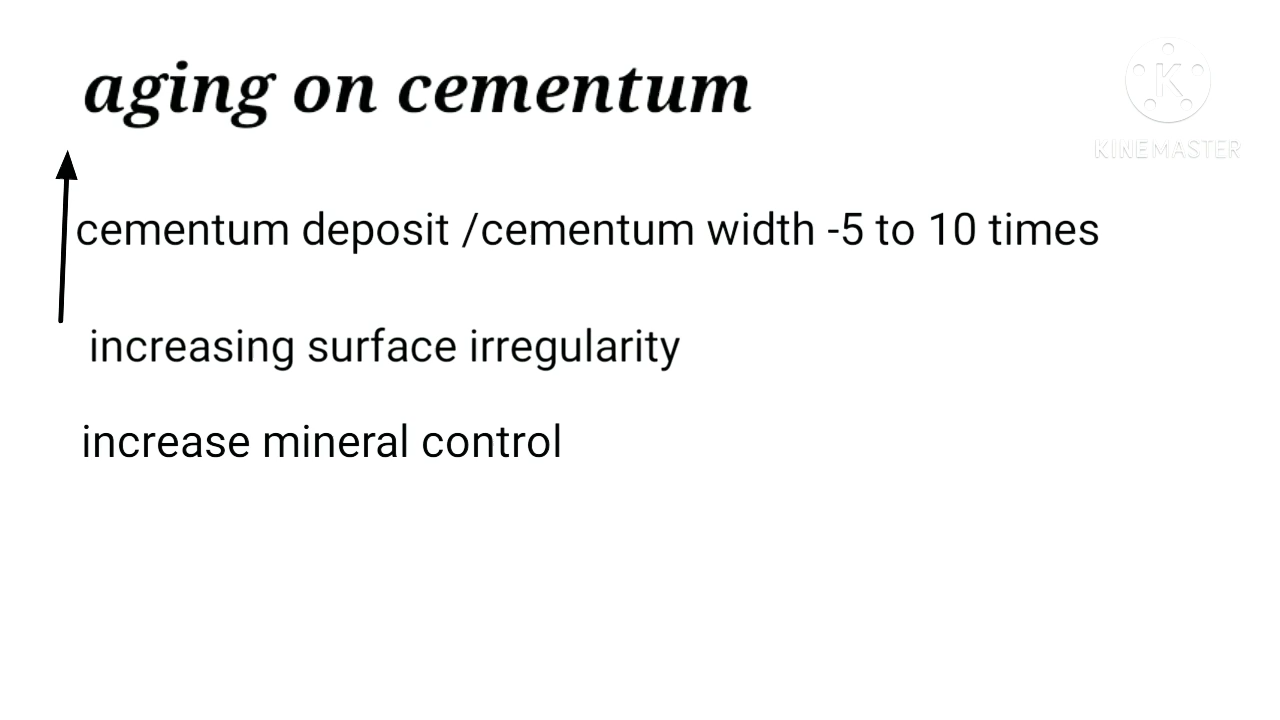 aging on cementum
KINEMASTER
cementum deposit /cementum width -5 to 10 times
increasing surface irregularity
increase mineral control